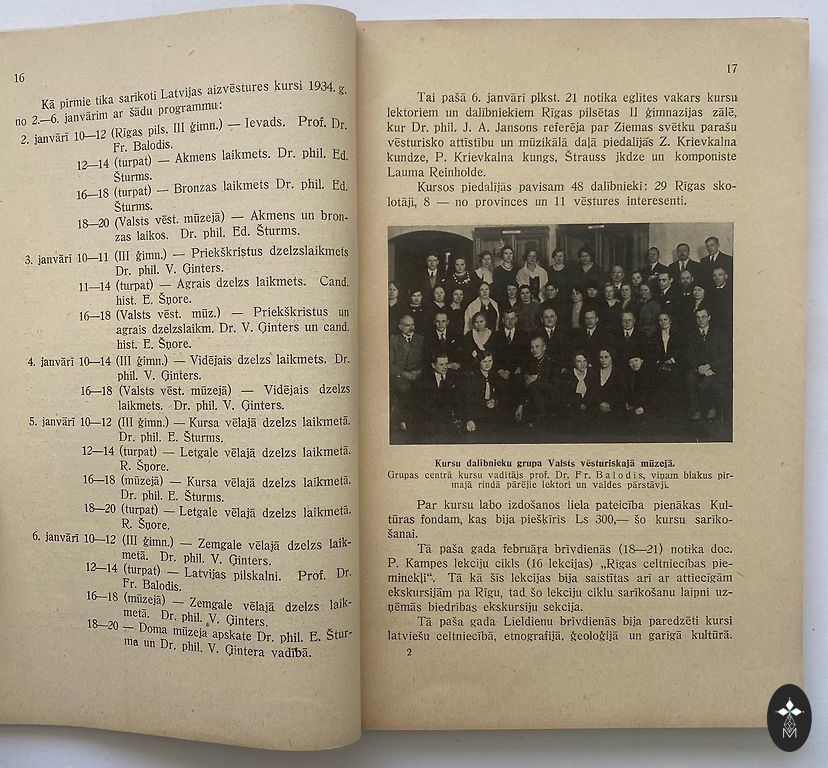 16
Kā pirmie tika sarīkoti Latvijas aizvēstures kursi 1934. g.
no 2.—6. janvārim ar šādu programmu:
2. janvārī 10—12 (Rīgas pils. III ģimn.) — Ievads. Prof. Dr.
Fr. Balodis.
12—14 (turpat) — Akmens laikmets. Dr. phil. Ed.
Šturms.
16—18 (turpat) — Bronzas laikmets Dr. phil. Ed.
Šturms.
18—20 (Valsts vēst. mūzejā) — Akmens un bron-
zas laikos. Dr. phil. Ed. Šturms.
3. janvārī 10—11 (III ģimn.) — Priekškristus dzelzslaikmets
Dr. phil. V. Ģinters.
11—14 (turpat) — Agrais dzelzs laikmets. Cand.
hist. E. Šņore.
16—18 (Valsts vēst. mūz.) — Priekškristus un
agrais dzelzslaikm. Dr. V. Ģinters un cand.
hist. E. Šņore.
4. janvārī 10—14 (III ģimn.) — Vidējais dzelzs laikmets. Dr.
phil. V. Ģinters.
16—18 (Valsts vēst. mūzejā) — Vidējais dzelzs
laikmets. Dr. phil. V. Ģinters.
5. janvārī 10—12 (III ģimn.) — Kursa vēlajā dzelzs laikmetā.
Dr. phil. E. Šturms.
12—14 (turpat) — Letgale vēlajā dzelzs laikmetā.
R. Šņore.
16—18 (mūzejā) — Kursa vēlajā dzelzs laikmetā.
Dr. phil. E. Šturms.
18—20 (turpat) — Letgale vēlajā dzelzs laikmetā.
R. Šņore.
6. janvārī 10—12 (III ģimn.) — Zemgale vēlajā dzelzs laik-
metā. Dr. phil. V. Ģinters.
12—14 (turpat) — Latvijas pilskalni. Prof. Dr.
Fr. Balodis.
16—18 (mūzejā) — Zemgale vēlajā dzelzs laik-
metā. Dr. phil. V. Ģinters.
18—20 — Doma mūzeja apskate Dr. phil. E. Štur-
ma un Dr. phil. V. Ģintera vadībā.
17
Tai pašā 6. janvārī plkst. 21 notika eglītes vakars kursu
lektoriem un dalībniekiem Rīgas pilsētas II ģimnazijas zālē,
kur Dr. phil. J. A. Jansons referēja par Ziemas svētku parašu
vēsturisko attīstību un mūzikālā daļā piedalijās Z. Krievkalna
kundze, P. Krievkalna kungs, Štrauss jkdze un komponiste
Lauma Reinholde.
Kursos piedalījās pavisam 48 dalībnieki: 29 Rīgas sko-
lotāji, 8 — no provinces un 11 vēstures interesenti.
Kursu dalībnieku grupa Valsts vēsturiskajā mūzejā.
Grupas centrā kursu vadītājs prof. Dr. Fr. Balodis, viņam blakus pir-
majā rindā pārējie lektori un valdes pārstāvji.
Par kursu labo izdošanos liela pateicība pienākas Kul-
tūras fondam, kas bija piešķīris Ls 300,— šo kursu sarīko-
šanai.
Tā paša gada februāra brīvdienās (18—21) notika doc.
P. Kampes lekciju cikls (16 lekcijas) „Rīgas celtniecības pie-
minekļi“. Tā kā šīs lekcijas bija saistītas arī ar attiecīgām
ekskursijām pa Rīgu, tad šo lekciju ciklu sarīkošanu laipni uz-
ņēmās biedrības ekskursiju sekcija.
Tā paša gada Lieldienu brīvdienās bija paredzēti kursi
latviešu celtniecībā, etnografijā, ģeoloģijā un garīgā kultūrā.
2